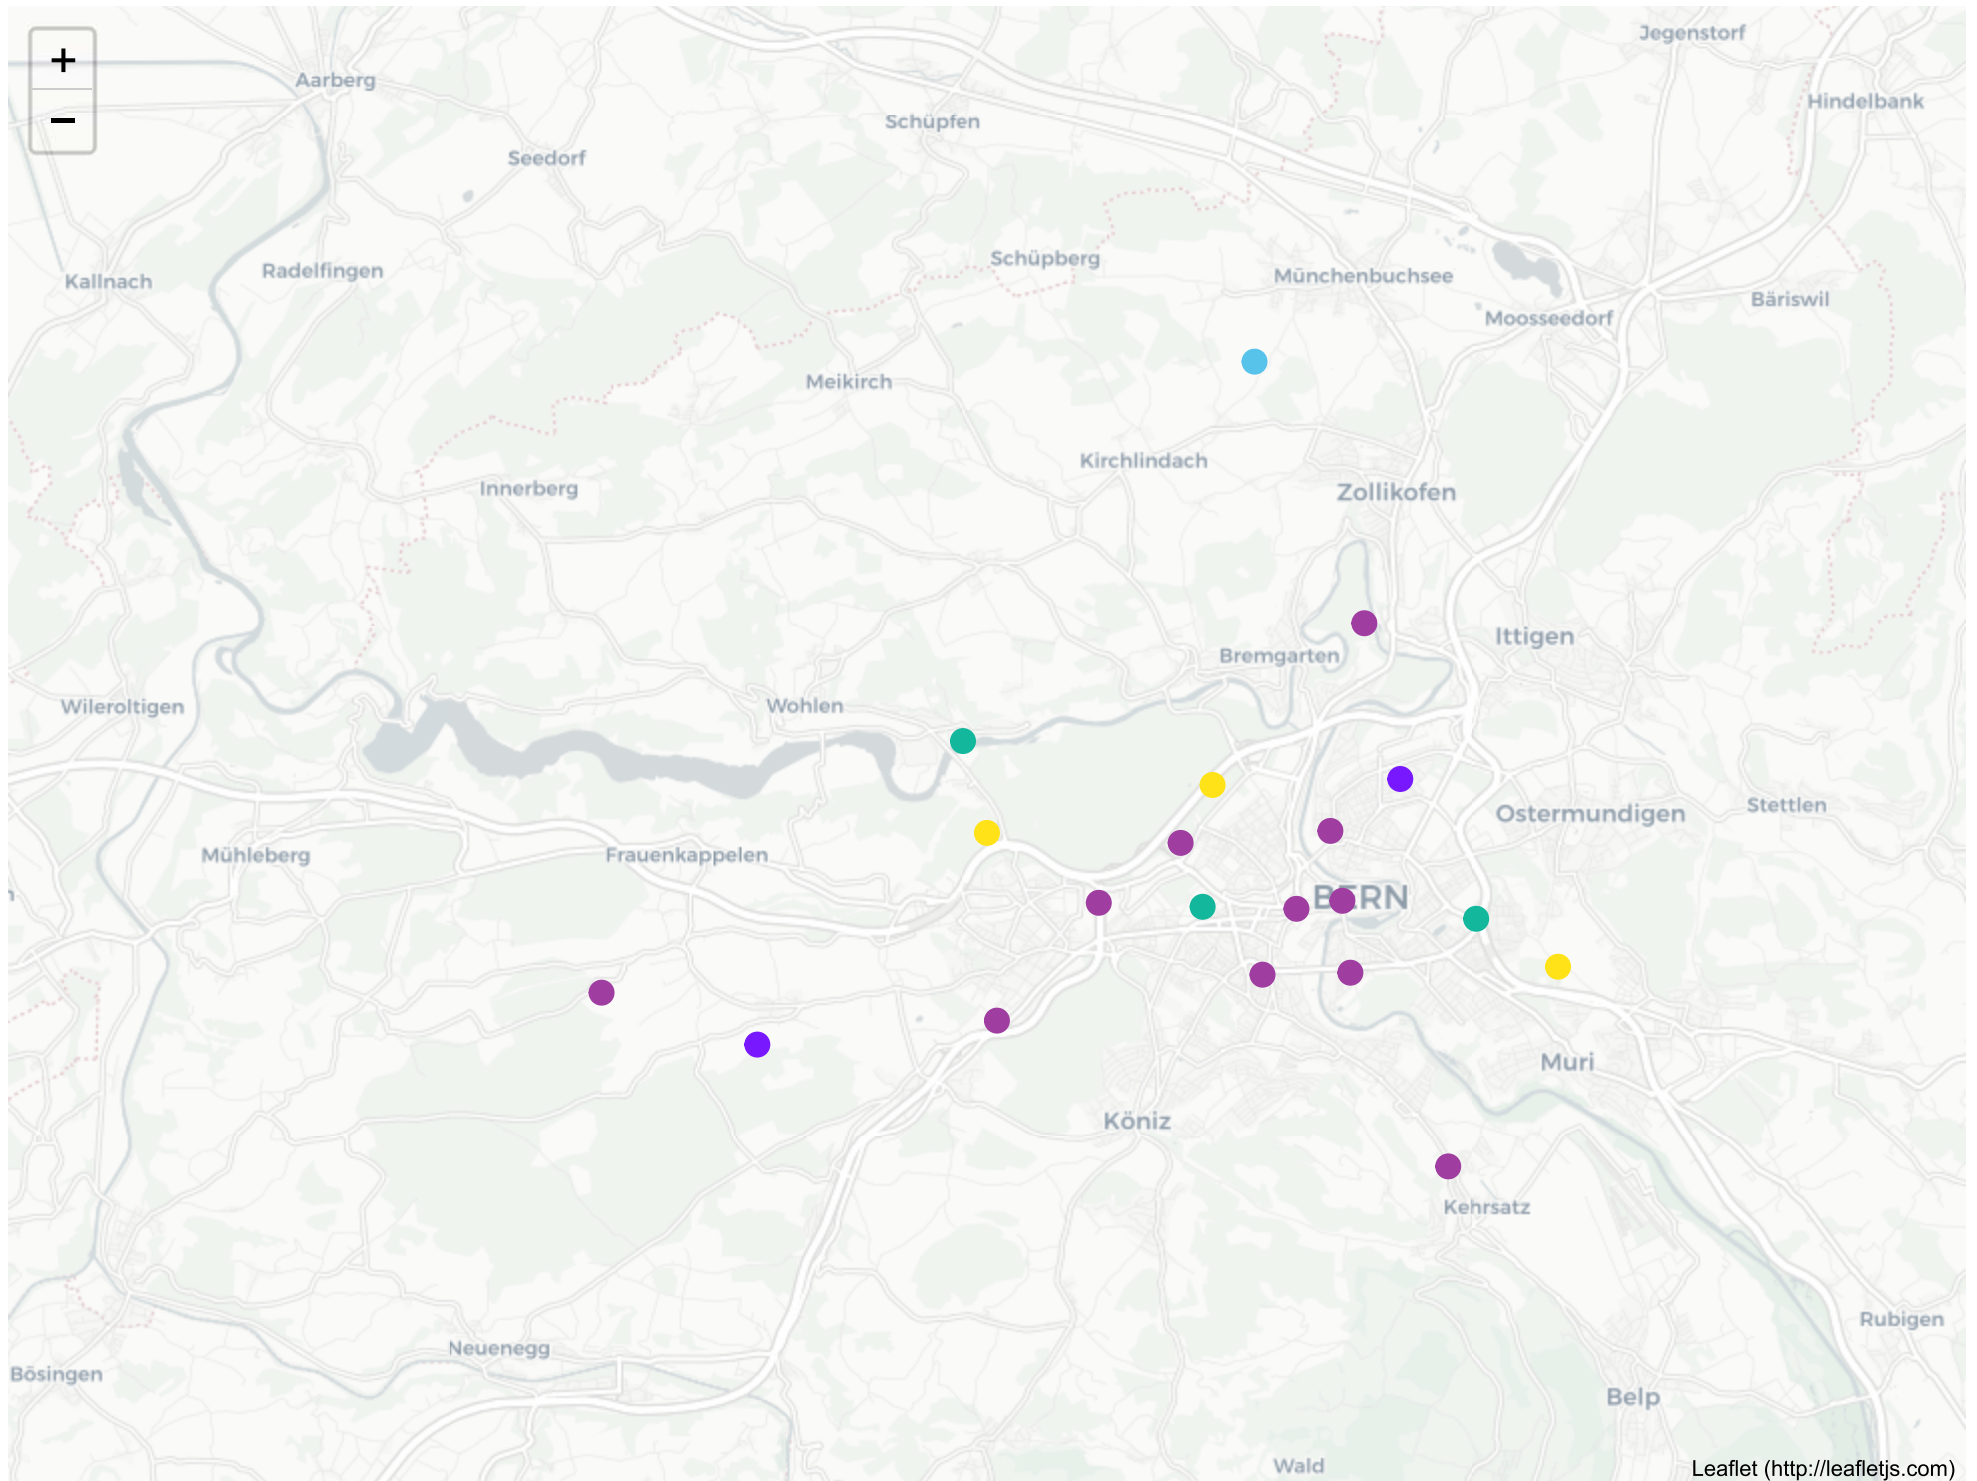 +
−
Jegenstorf
Aarberg
Hindelbank
Schüpfen
Seedorf
Schüpberg
Radelfingen
Münchenbuchsee
Kallnach
Bäriswil
Moosseedorf
Meikirch
Kirchlindach
Innerberg
Zollikofen
Ittigen
Bremgarten
Wohlen
Wileroltigen
Stettlen
Ostermundigen
Mühleberg
Frauenkappelen
n
BERN
Muri
Köniz
Kehrsatz
Rubigen
Neuenegg
Bösingen
Belp
Wald
Leaflet (http://leafletjs.com)